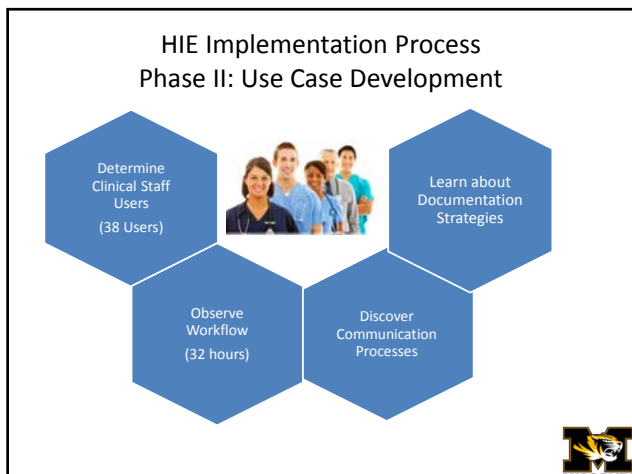 HIE Implementation Process
Phase II: Use Case Development
Determine
Clinical Staff
Users
(38 Users)
Observe
Workflow
(32 hours)
Discover
Communication
Processes
Learn about
Documentation
Strategies
M